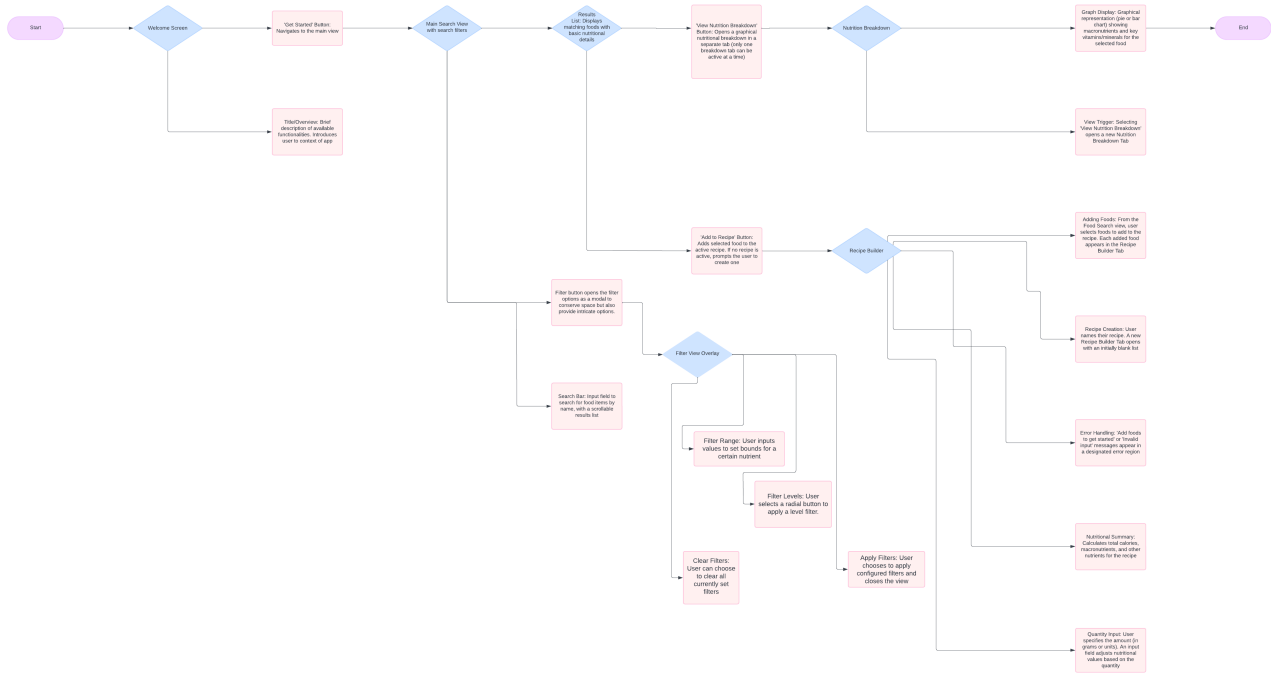 Start
Welcome Screen
'Get Started' Button:
Navigates to the main view
Main Search View
with search filters
Results
List: Displays
matching foods with
basic nutritional
details
'View Nutrition Breakdown'
Button: Opens a graphical
nutritional breakdown in a
separate tab (only one
breakdown tab can be
active at a time)
Nutrition Breakdown
Graph Display: Graphical
representation (pie or bar
chart) showing
macronutrients and key
vitamins/minerals for the
selected food
End
Title/Overview: Brief
description of available
functionalities. Introduces
user to context of app
View Trigger: Selecting
'View Nutrition Breakdown'
opens a new Nutrition
Breakdown Tab
'Add to Recipe' Button:
Adds selected food to the
active recipe. If no recipe is
active, prompts the user to
create one
Recipe Builder
Adding Foods: From the
Food Search view, user
selects foods to add to the
recipe. Each added food
appears in the Recipe
Builder Tab
Filter button opens the filter
options as a modal to
conserve space but also
provide intricate options.
Filter View Overlay
Recipe Creation: User
names their recipe. A new
Recipe Builder Tab opens
with an initially blank list
Search Bar: Input field to
search for food items by
name, with a scrollable
results list
Filter Range: User inputs
values to set bounds for a
certain nutrient
Error Handling: 'Add foods
to get started' or 'Invalid
input' messages appear in
a designated error region
Filter Levels: User
selects a radial button to
apply a level filter.
Clear Filters:
User can choose
to clear all
currently set
filters
Apply Filters: User
chooses to apply
configured filters and
closes the view
Nutritional Summary:
Calculates total calories,
macronutrients, and other
nutrients for the recipe
Quantity Input: User
specifies the amount (in
grams or units). An input
field adjusts nutritional
values based on the
quantity